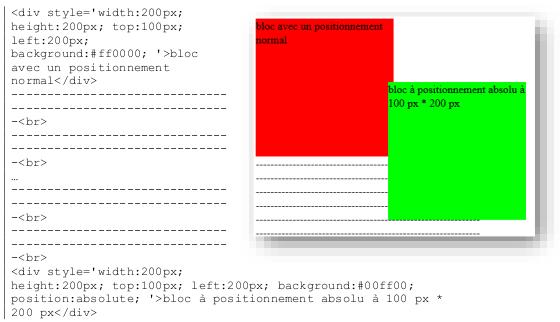 <div style='width:200px;
height:200px; top:100px;
left:200px;
background:#ff0000; '>bloc
avec un positionnement
normal</div>
-----------------------------
-----------------------------
-<br>
-----------------------------
-----------------------------
-<br>
…
-----------------------------
-----------------------------
-<br>
-----------------------------
-----------------------------
-<br>
<div style='width:200px;
height:200px; top:100px; left:200px; background:#00ff00;
position:absolute; '>bloc à positionnement absolu à 100 px *
200 px</div>
bloc avec un positionnement
normal
bloc à positionnement absolu à
100 px * 200 px